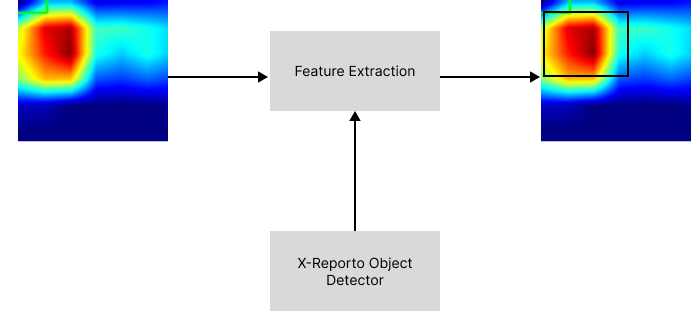 Feature Extraction
X-Reporto Object
Detector